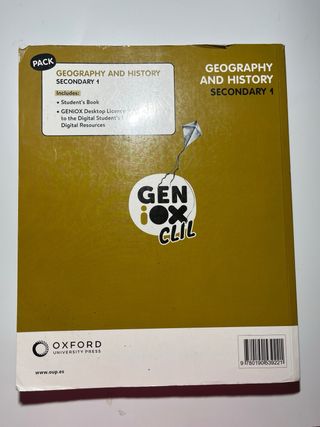 PACK
GEOGRAPHY AND HISTORY
SECONDARY 1
Includes:
• Student's Book
• GENiOX Desktop Licence
to the Digital Student's
Digital Resources
GEOGRAPHY
AND HISTORY
SECONDARY 1
GEN
iOX
CLIL
OXFORD
UNIVERSITY PRESS
www.oup.es
9780190539221